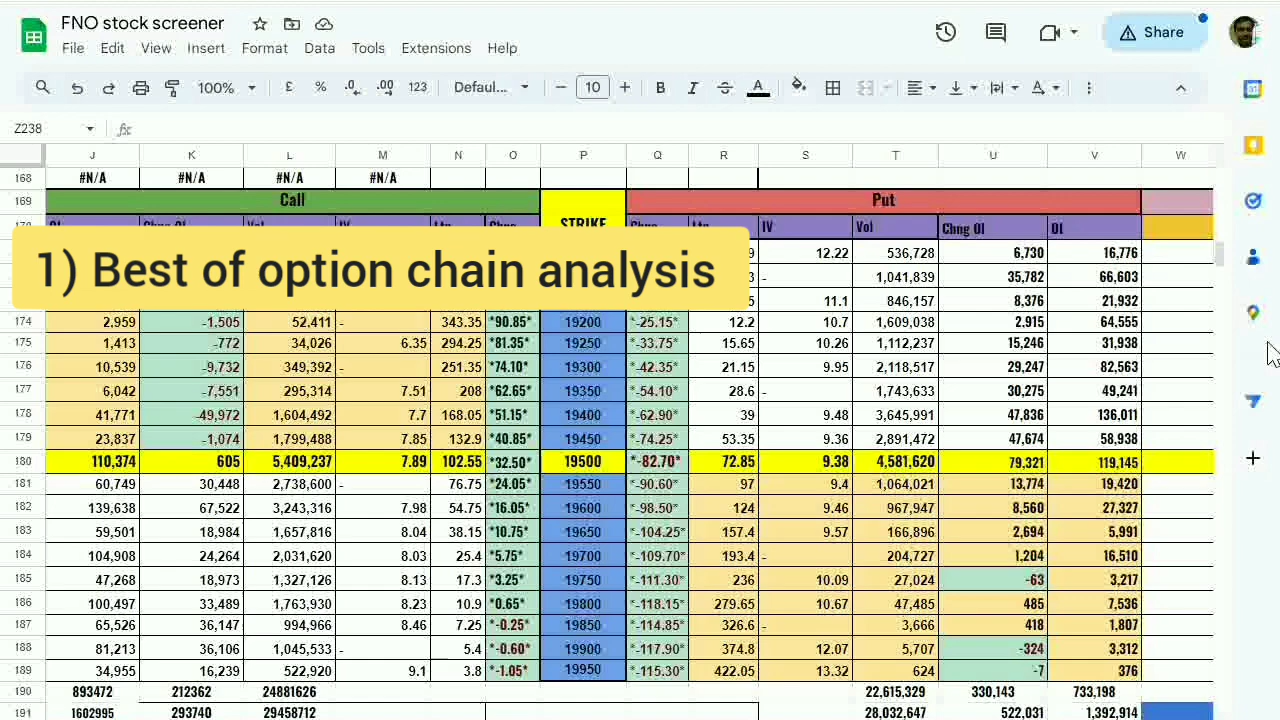 FNO stock screener
File Edit View Insert Format Data Tools Extensions Help
Share
100% £ % .0 .00 123 Defaul... 10 B I A A
Z238 fx
J K L M N O P Q R S T U V W
168 #N/A #N/A #N/A #N/A
169 Call Put
STRIKE IV Vol Chng OI OI
1) Best of option chain analysis
12.22 536,728 6,730 16,776
- 1,041,839 35,782 66,603
11.1 846,157 8,376 21,932
174 2,959 -1,505 52,411 - 343.35 *90.85* 19200 *-25.15* 12.2 10.7 1,609,038 2,915 64,555
175 1,413 -772 34,026 6.35 294.25 *81.35* 19250 *-33.75* 15.65 10.26 1,112,237 15,246 31,938
176 10,539 -9,732 349,392 - 251.35 *74.10* 19300 *-42.35* 21.15 9.95 2,118,517 29,247 82,563
177 6,042 -7,551 295,314 7.51 208 *62.65* 19350 *-54.10* 28.6 - 1,743,633 30,275 49,241
178 41,771 -49,972 1,604,492 7.7 168.05 *51.15* 19400 *-62.90* 39 9.48 3,645,991 47,836 136,011
179 23,837 -1,074 1,799,488 7.85 132.9 *40.85* 19450 *-74.25* 53.35 9.36 2,891,472 47,674 58,938
180 110,374 605 5,409,237 7.89 102.55 *32.50* 19500 *-82.70* 72.85 9.38 4,581,620 79,321 119,145
181 60,749 30,448 2,738,600 - 76.75 *24.05* 19550 *-90.60* 97 9.4 1,064,021 13,774 19,420
182 139,638 67,522 3,243,316 7.98 54.75 *16.05* 19600 *-98.50* 124 9.46 967,947 8,560 27,327
183 59,501 18,984 1,657,816 8.04 38.15 *10.75* 19650 *-104.25* 157.4 9.57 166,896 2,694 5,991
184 104,908 24,264 2,031,620 8.03 25.4 *5.75* 19700 *-109.70* 193.4 - 204,727 1,204 16,510
185 47,268 18,973 1,327,126 8.13 17.3 *3.25* 19750 *-111.30* 236 10.09 27,024 -63 3,217
186 100,497 33,489 1,763,930 8.23 10.9 *0.65* 19800 *-118.15* 279.65 10.67 47,485 485 7,536
187 65,526 36,147 994,966 8.46 7.25 *-0.25* 19850 *-114.85* 326.6 - 3,666 418 1,807
188 81,213 36,106 1,045,533 - 5.4 *-0.60* 19900 *-117.90* 374.8 12.07 5,707 -324 3,312
189 34,955 16,239 522,920 9.1 3.8 *-1.05* 19950 *-115.30* 422.05 13.32 624 -7 376
190 893472 212362 24881626 22,615,329 330,143 733,198
191 1602995 293740 29458712 28,032,647 522,031 1,392,914